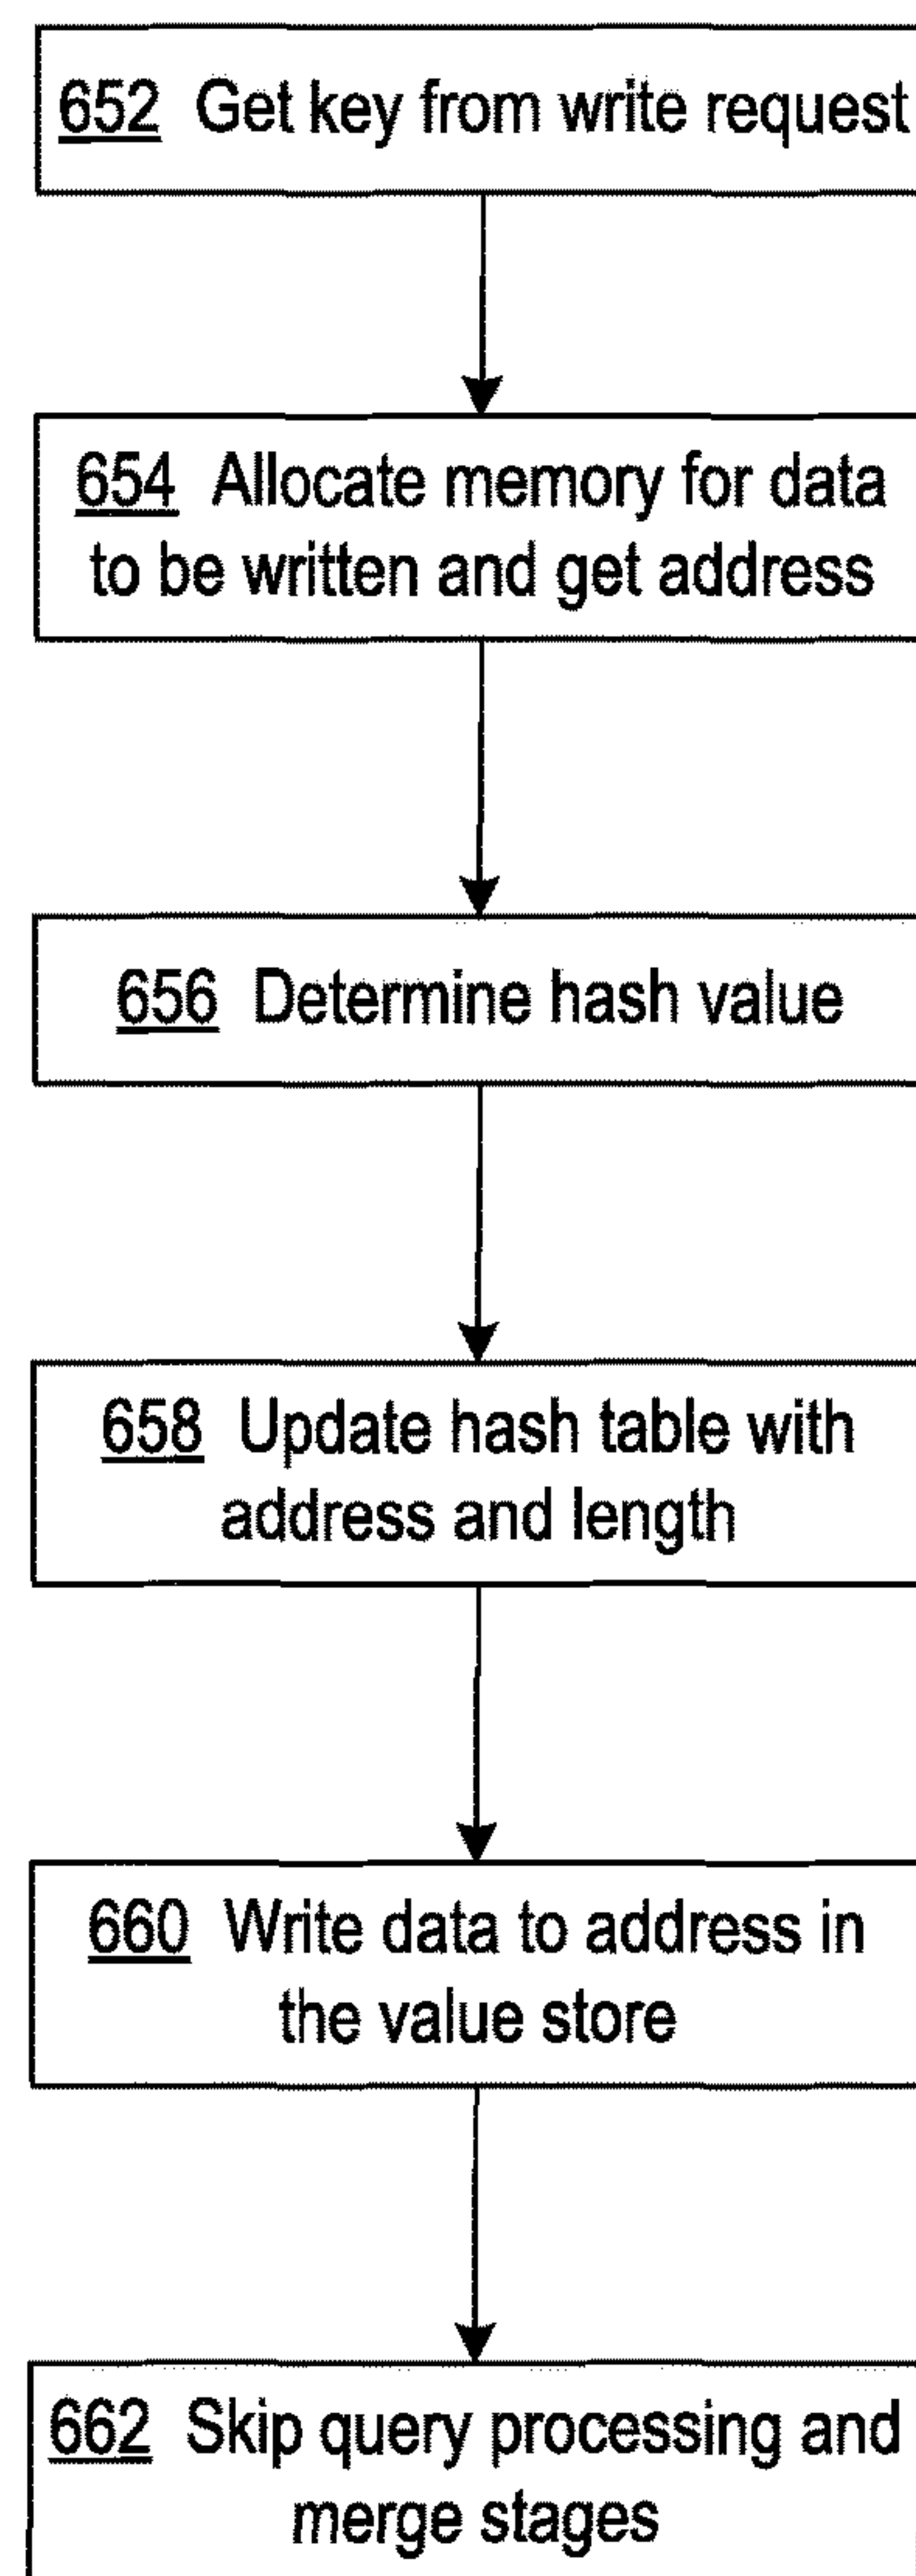 652 Get key from write request
654 Allocate memory for data
to be written and get address
656 Determine hash value
658 Update hash table with
address and length
660 Write data to address in
the value store
662 Skip query processing and
merge stages